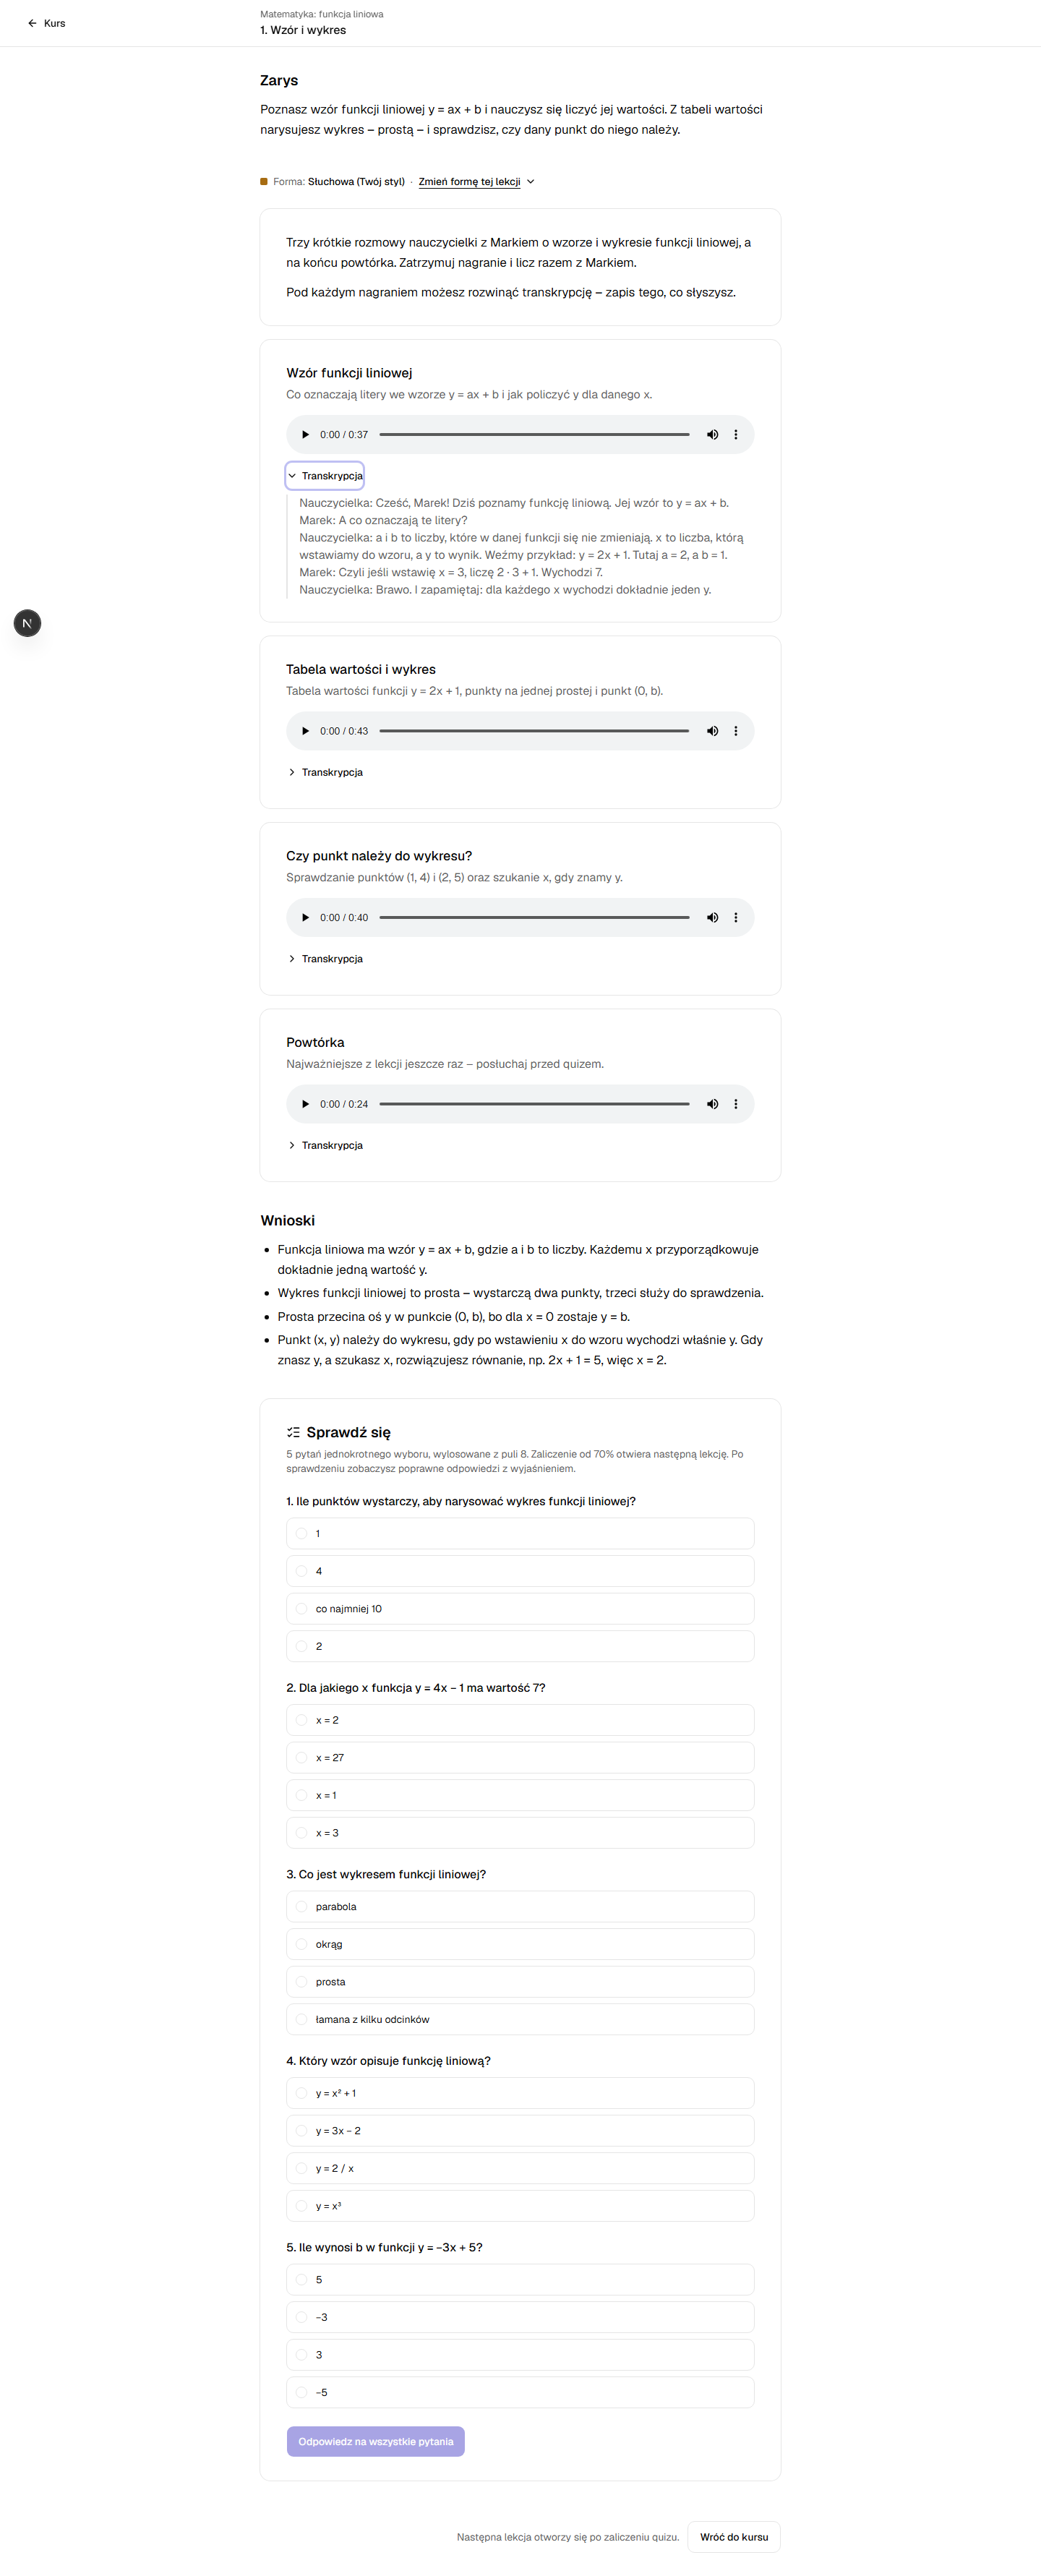 Kurs
Matematyka: funkcja liniowa
1. Wzór i wykres
Zarys
Poznasz wzór funkcji liniowej y = ax + b i nauczysz się liczyć jej wartości. Z tabeli wartości
narysujesz wykres – prostą – i sprawdzisz, czy dany punkt do niego należy.
Forma: Słuchowa (Twój styl) · Zmień formę tej lekcji
Trzy krótkie rozmowy nauczycielki z Markiem o wzorze i wykresie funkcji liniowej, a
na końcu powtórka. Zatrzymuj nagranie i licz razem z Markiem.
Pod każdym nagraniem możesz rozwinąć transkrypcję – zapis tego, co słyszysz.
Wzór funkcji liniowej
Co oznaczają litery we wzorze y = ax + b i jak policzyć y dla danego x.
0:00 / 0:37
Transkrypcja
Nauczycielka: Cześć, Marek! Dziś poznamy funkcję liniową. Jej wzór to y = ax + b.
Marek: A co oznaczają te litery?
Nauczycielka: a i b to liczby, które w danej funkcji się nie zmieniają. x to liczba, którą
wstawiamy do wzoru, a y to wynik. Weźmy przykład: y = 2x + 1. Tutaj a = 2, a b = 1.
Marek: Czyli jeśli wstawię x = 3, liczę 2 · 3 + 1. Wychodzi 7.
Nauczycielka: Brawo. I zapamiętaj: dla każdego x wychodzi dokładnie jeden y.
N
Tabela wartości i wykres
Tabela wartości funkcji y = 2x + 1, punkty na jednej prostej i punkt (0, b).
0:00 / 0:43
Transkrypcja
Czy punkt należy do wykresu?
Sprawdzanie punktów (1, 4) i (2, 5) oraz szukanie x, gdy znamy y.
0:00 / 0:40
Transkrypcja
Powtórka
Najważniejsze z lekcji jeszcze raz – posłuchaj przed quizem.
0:00 / 0:24
Transkrypcja
Wnioski
Funkcja liniowa ma wzór y = ax + b, gdzie a i b to liczby. Każdemu x przyporządkowuje
dokładnie jedną wartość y.
Wykres funkcji liniowej to prosta – wystarczą dwa punkty, trzeci służy do sprawdzenia.
Prosta przecina oś y w punkcie (0, b), bo dla x = 0 zostaje y = b.
Punkt (x, y) należy do wykresu, gdy po wstawieniu x do wzoru wychodzi właśnie y. Gdy
znasz y, a szukasz x, rozwiązujesz równanie, np. 2x + 1 = 5, więc x = 2.
Sprawdź się
5 pytań jednokrotnego wyboru, wylosowane z puli 8. Zaliczenie od 70% otwiera następną lekcję. Po
sprawdzeniu zobaczysz poprawne odpowiedzi z wyjaśnieniem.
1. Ile punktów wystarczy, aby narysować wykres funkcji liniowej?
1
4
co najmniej 10
2
2. Dla jakiego x funkcja y = 4x − 1 ma wartość 7?
x = 2
x = 27
x = 1
x = 3
3. Co jest wykresem funkcji liniowej?
parabola
okrąg
prosta
łamana z kilku odcinków
4. Który wzór opisuje funkcję liniową?
y = x² + 1
y = 3x − 2
y = 2 / x
y = x³
5. Ile wynosi b w funkcji y = −3x + 5?
5
−3
3
−5
Odpowiedz na wszystkie pytania
Następna lekcja otworzy się po zaliczeniu quizu.
Wróć do kursu